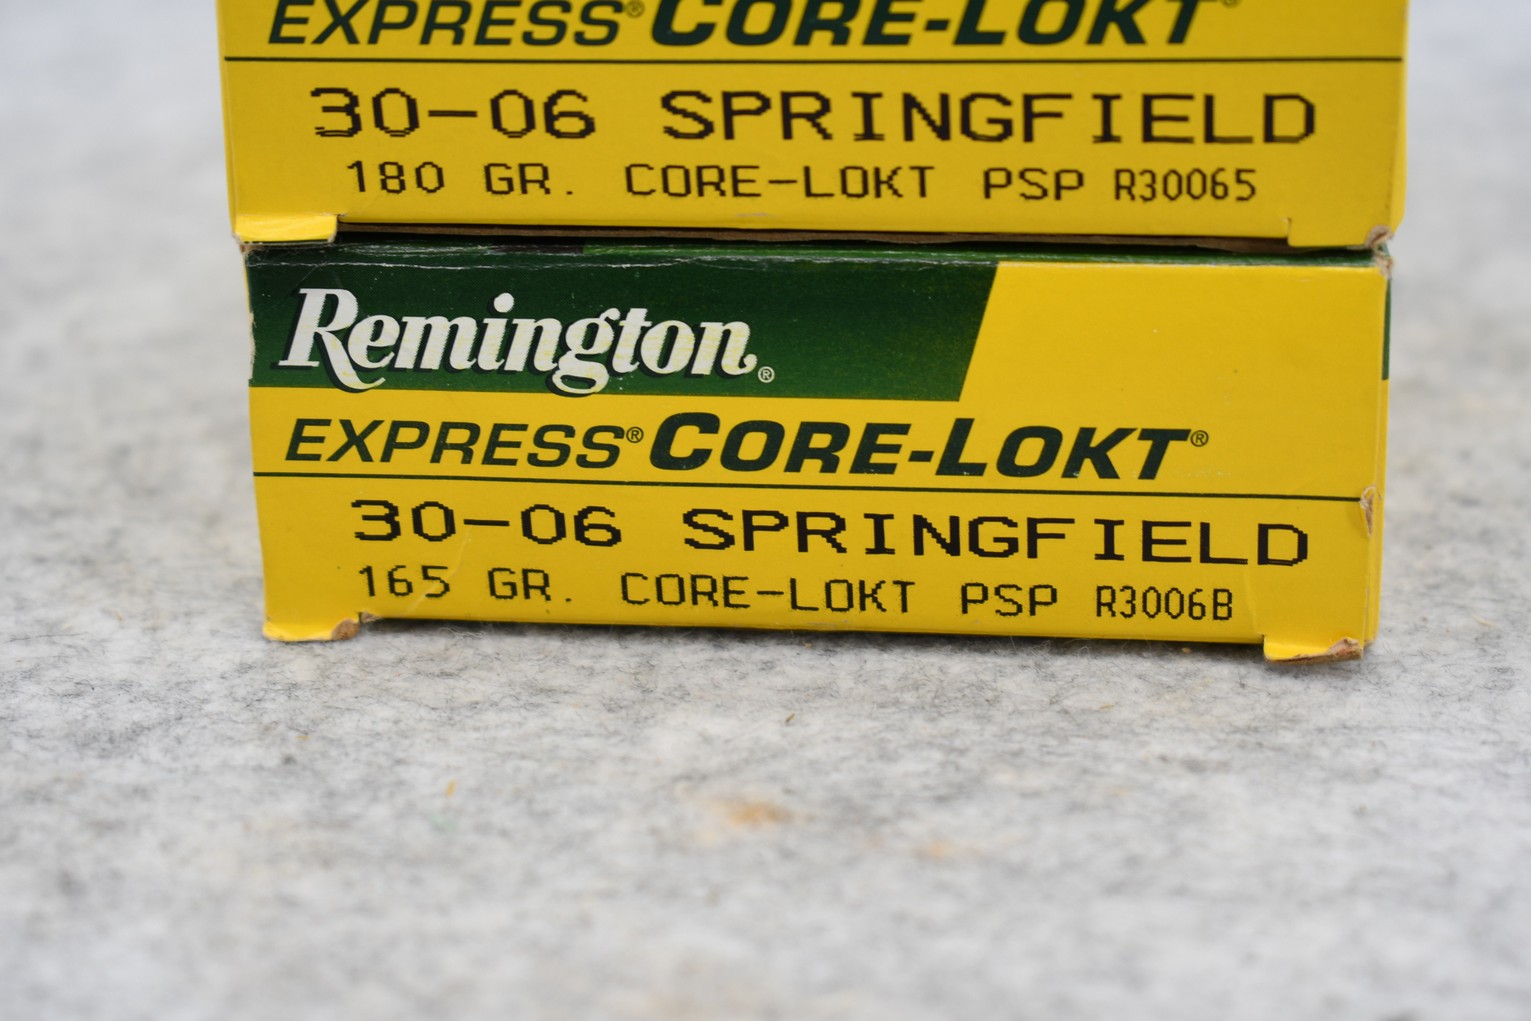 EXPRESS® CORE-LOKT®
30-06 SPRINGFIELD
180 GR. CORE-LOKT PSP R30065
Remington®
EXPRESS® CORE-LOKT®
30-06 SPRINGFIELD
165 GR. CORE-LOKT PSP R3006B